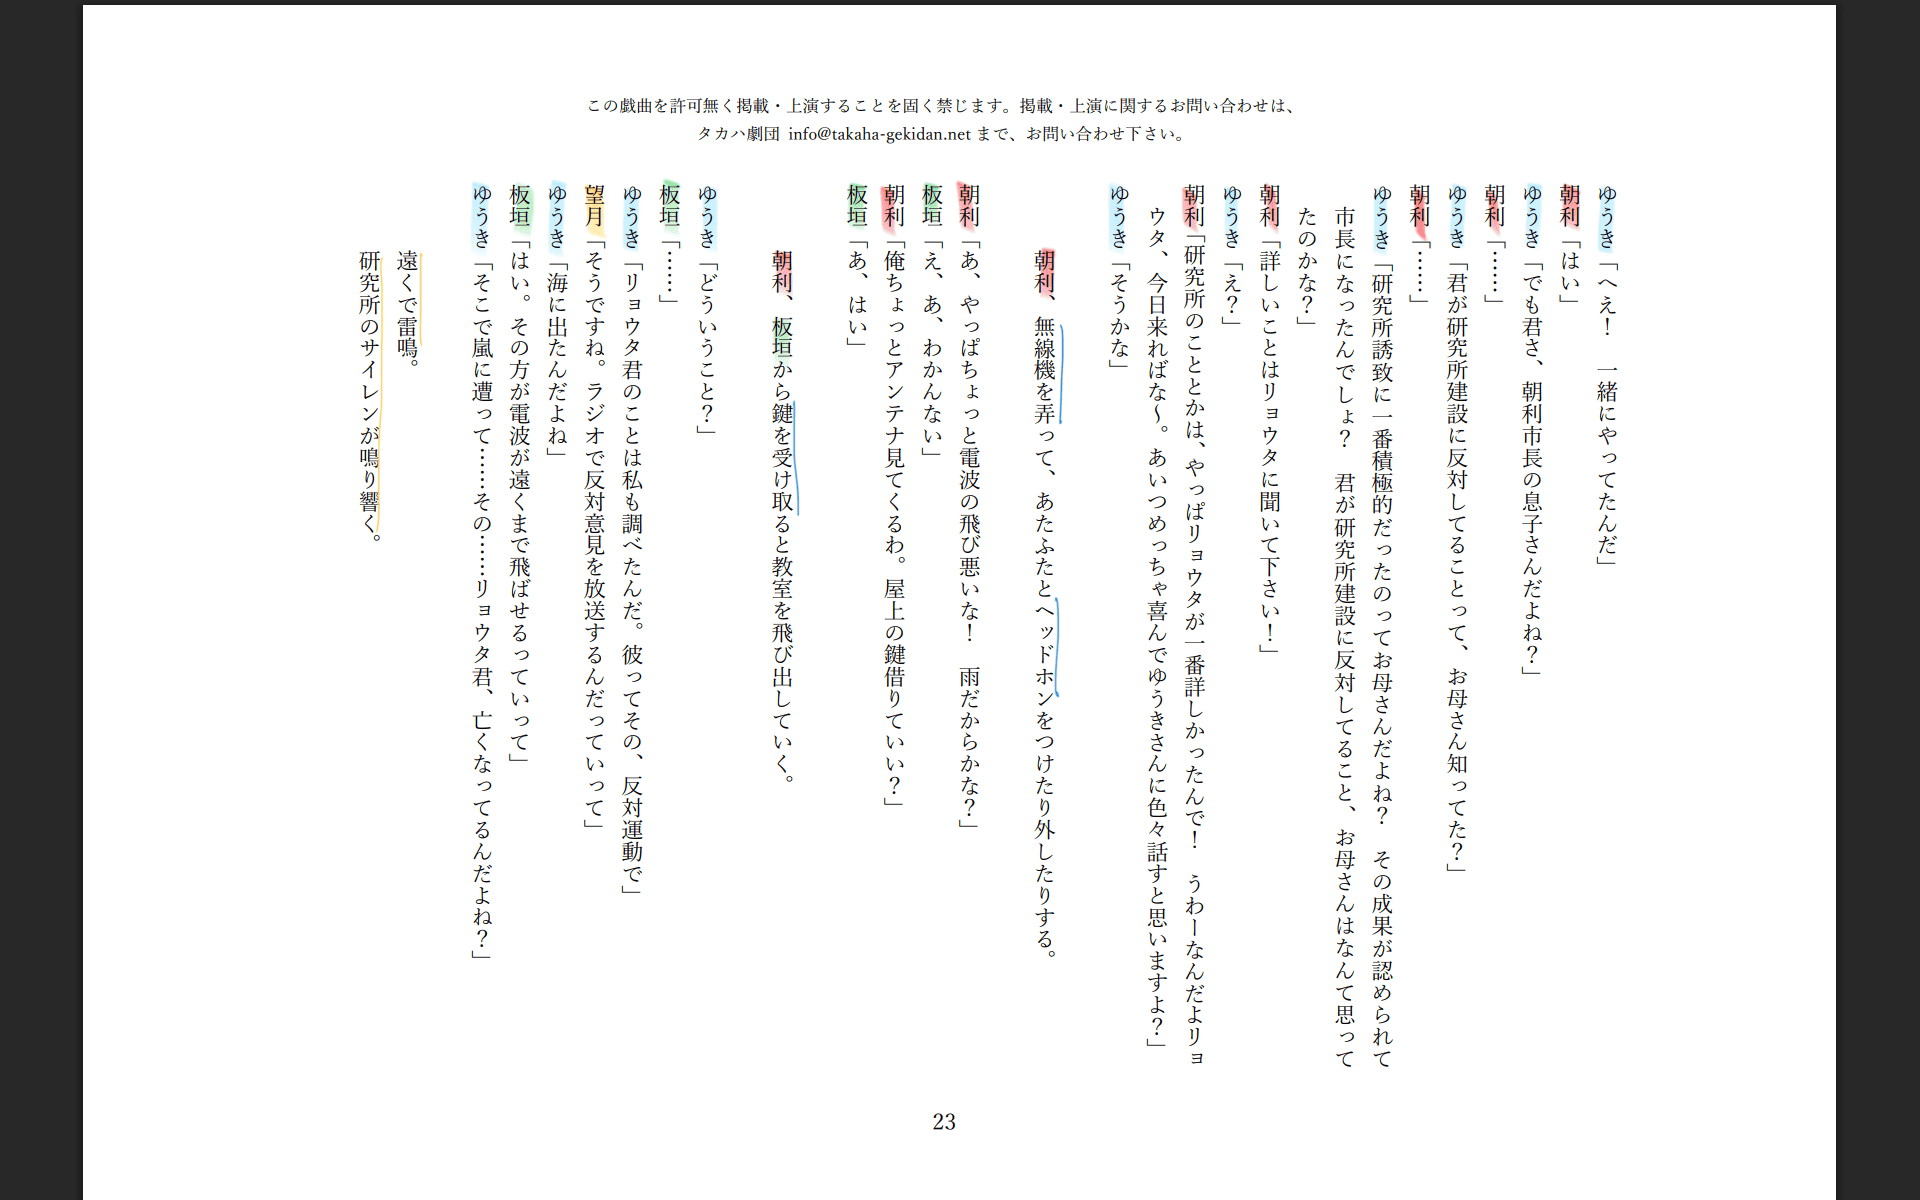 この戯曲を許可無く掲載・上演することを固く禁じます。掲載・上演に関するお問い合わせは、
タカハ劇団 info@takaha-gekidan.net まで、お問い合わせ下さい。
ゆうき「へえ！　一緒にやってたんだ」
朝利「はい」
ゆうき「でも君さ、朝利市長の息子さんだよね？」
朝利「……」
ゆうき「君が研究所建設に反対してることって、お母さん知ってた？」
朝利「……」
ゆうき「研究所誘致に一番積極的だったのってお母さんだよね？　その成果が認められて
市長になったんでしょ？　君が研究所建設に反対してること、お母さんはなんて思って
たのかな？」
朝利「詳しいことはリョウタに聞いて下さい！」
ゆうき「え？」
朝利「研究所のこととかは、やっぱリョウタが一番詳しかったんで！　うわーなんだよリョ
ウタ、今日来ればな〜。あいつめっちゃ喜んでゆうきさんに色々話すと思いますよ？」
ゆうき「そうかな」
朝利、無線機を弄って、あたふたとヘッドホンをつけたり外したりする。
朝利「あ、やっぱちょっと電波の飛び悪いな！　雨だからかな？」
板垣「え、あ、わかんない」
朝利「俺ちょっとアンテナ見てくるわ。屋上の鍵借りていい？」
板垣「あ、はい」
朝利、板垣から鍵を受け取ると教室を飛び出していく。
ゆうき「どういうこと？」
板垣「……」
ゆうき「リョウタ君のことは私も調べたんだ。彼ってその、反対運動で」
望月「そうですね。ラジオで反対意見を放送するんだっていって」
ゆうき「海に出たんだよね」
板垣「はい。その方が電波が遠くまで飛ばせるっていって」
ゆうき「そこで嵐に遭って……その……リョウタ君、亡くなってるんだよね？」
遠くで雷鳴。
研究所のサイレンが鳴り響く。
23